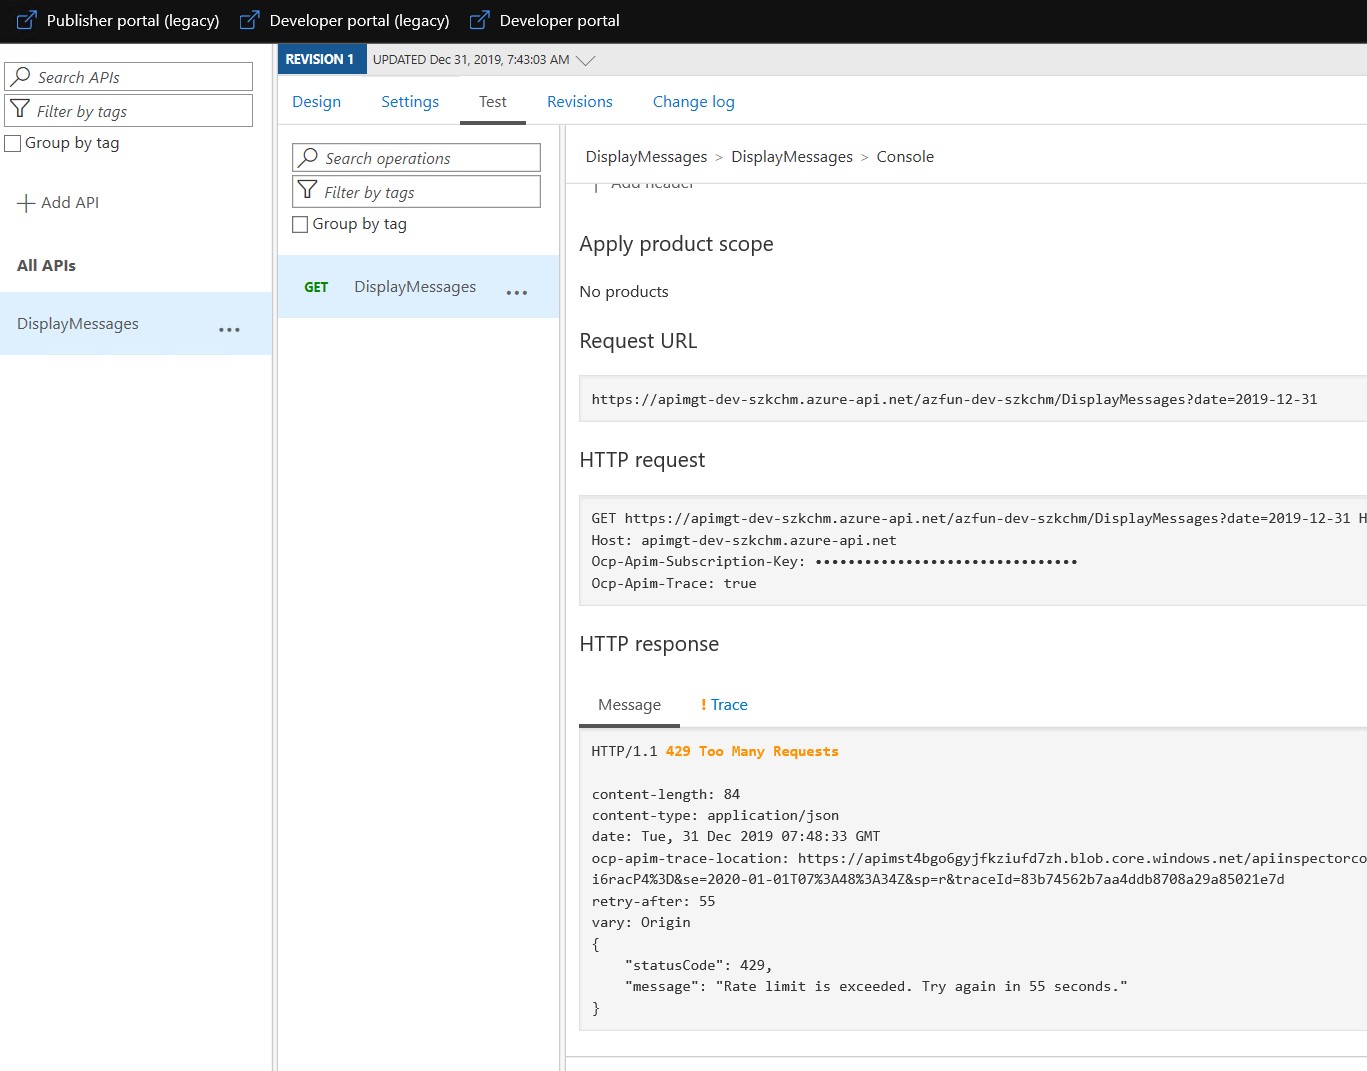 Publisher portal (legacy) Developer portal (legacy) Developer portal
Search APIs
Filter by tags
Group by tag
Add API
All APIs
DisplayMessages ...
REVISION 1 UPDATED Dec 31, 2019, 7:43:03 AM
Design Settings Test Revisions Change log
Search operations
Filter by tags
Group by tag
GET DisplayMessages ...
DisplayMessages > DisplayMessages > Console
Add header
Apply product scope
No products
Request URL
https://apimgt-dev-szkchm.azure-api.net/azfun-dev-szkchm/DisplayMessages?date=2019-12-31
HTTP request
GET https://apimgt-dev-szkchm.azure-api.net/azfun-dev-szkchm/DisplayMessages?date=2019-12-31 H
Host: apimgt-dev-szkchm.azure-api.net
Ocp-Apim-Subscription-Key: ••••••••••••••••••••••••••••••••
Ocp-Apim-Trace: true
HTTP response
Message ! Trace
HTTP/1.1 429 Too Many Requests
content-length: 84
content-type: application/json
date: Tue, 31 Dec 2019 07:48:33 GMT
ocp-apim-trace-location: https://apimst4bgo6gyjfkziufd7zh.blob.core.windows.net/apiinspectorco
i6racP4%3D&se=2020-01-01T07%3A48%3A34Z&sp=r&traceId=83b74562b7aa4ddb8708a29a85021e7d
retry-after: 55
vary: Origin
{
"statusCode": 429,
"message": "Rate limit is exceeded. Try again in 55 seconds."
}